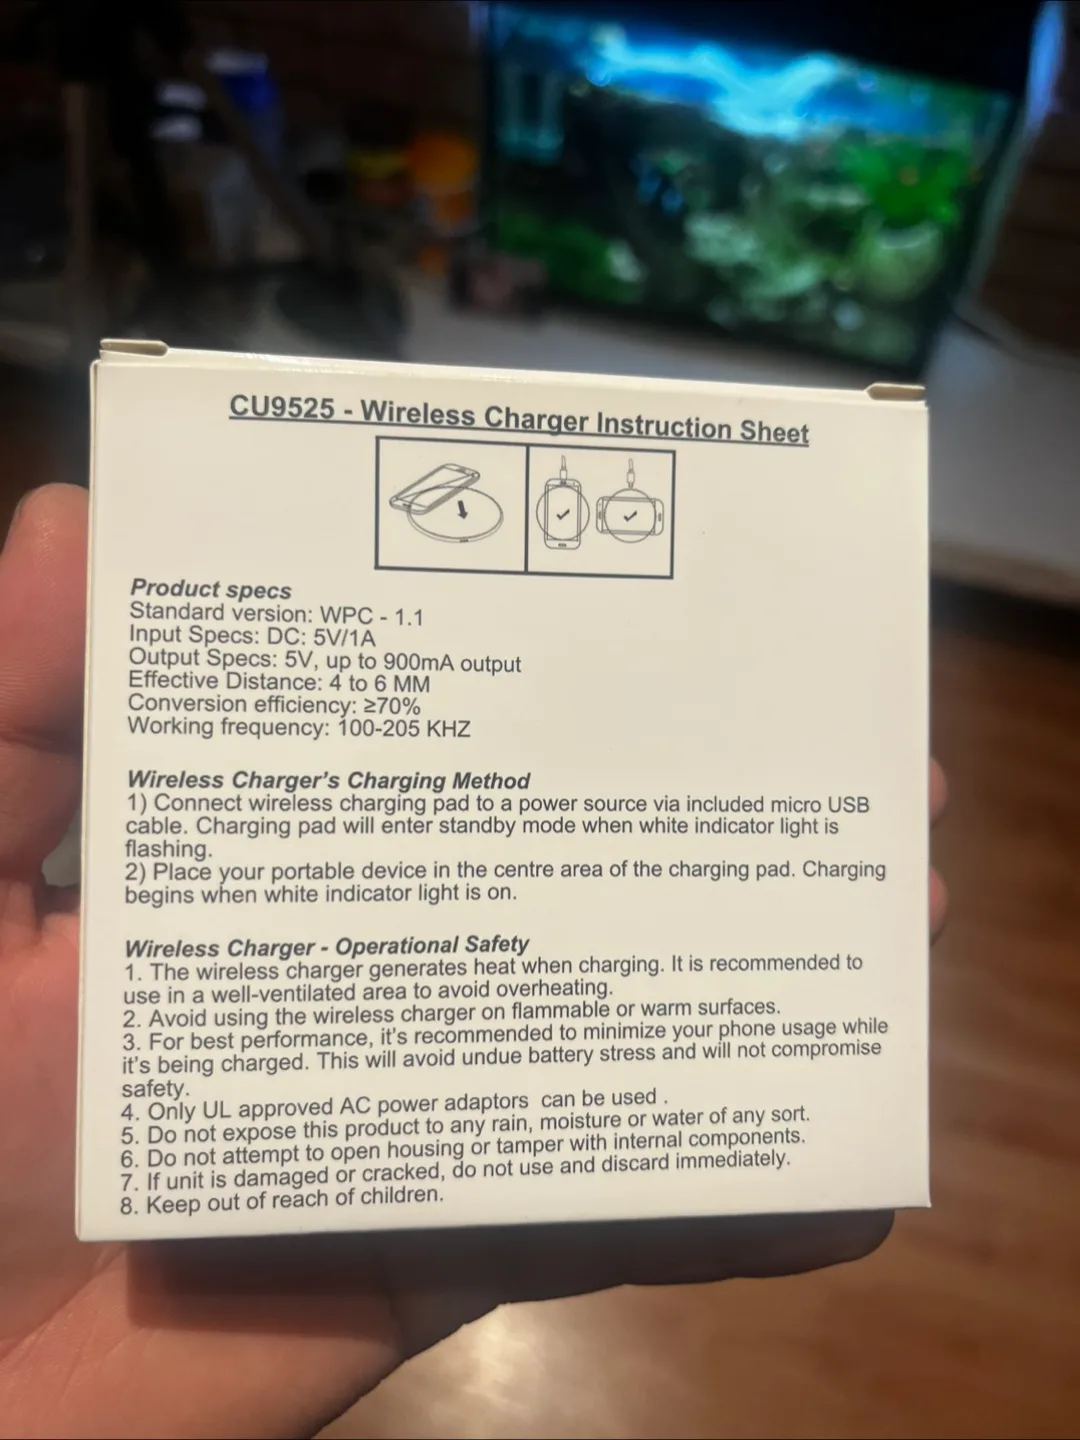 CU9525 - Wireless Charger Instruction Sheet
Product specs
Standard version: WPC - 1.1
Input Specs: DC: 5V/1A
Output Specs: 5V, up to 900mA output
Effective Distance: 4 to 6 MM
Conversion efficiency: ≥70%
Working frequency: 100-205 KHZ
Wireless Charger's Charging Method
1) Connect wireless charging pad to a power source via included micro USB
cable. Charging pad will enter standby mode when white indicator light is
flashing.
2) Place your portable device in the centre area of the charging pad. Charging
begins when white indicator light is on.
Wireless Charger - Operational Safety
1. The wireless charger generates heat when charging. It is recommended to
use in a well-ventilated area to avoid overheating.
2. Avoid using the wireless charger on flammable or warm surfaces.
3. For best performance, it's recommended to minimize your phone usage while
it's being charged. This will avoid undue battery stress and will not compromise
safety.
4. Only UL approved AC power adaptors  can be used .
5. Do not expose this product to any rain, moisture or water of any sort.
6. Do not attempt to open housing or tamper with internal components.
7. If unit is damaged or cracked, do not use and discard immediately.
8. Keep out of reach of children.